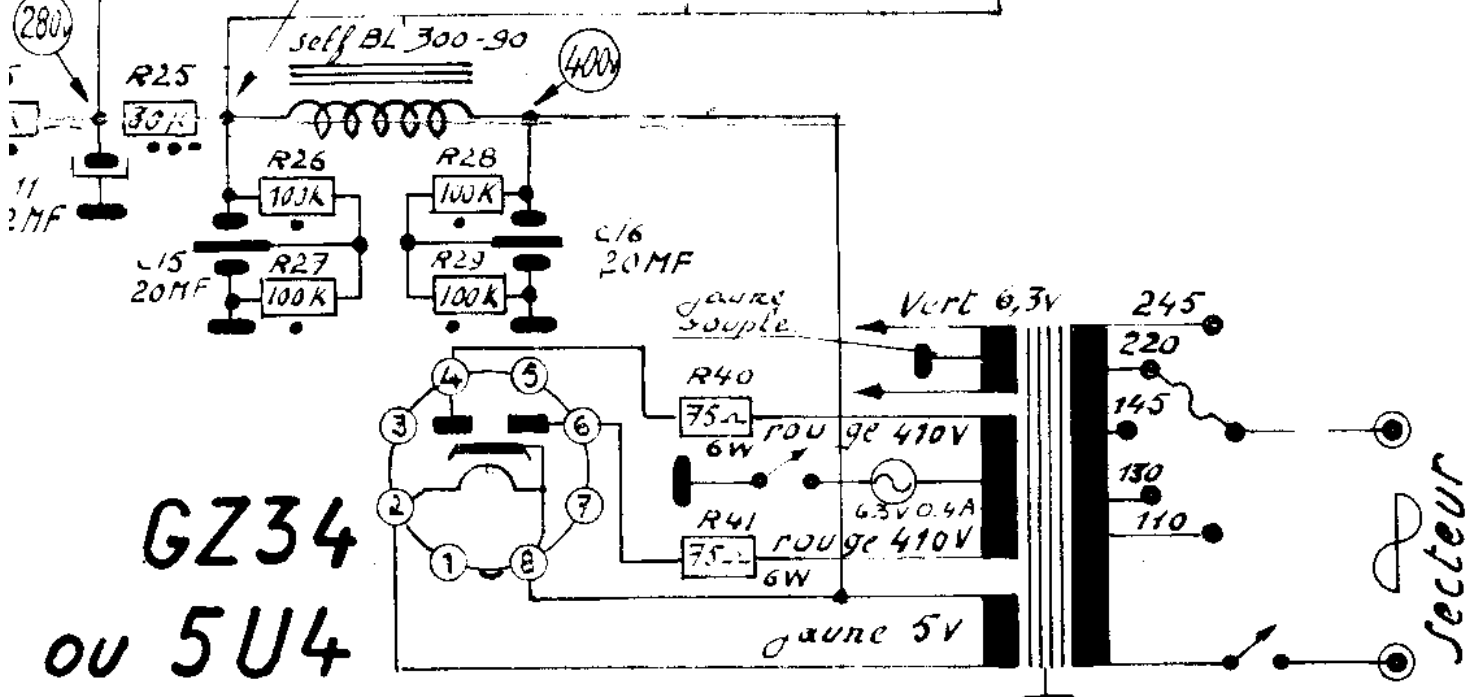 280v
self BL 300-90
400v
R25
30K
R26
100K
R28
100K
11
MF
C15
20MF
R27
100K
R29
100K
C16
20MF
jaune
souple
Vert 6,3v
245
220
145
130
110
R40
75Ω
6W
rouge 410V
6.3V 0.4A
R41
75
6W
rouge 410V
jaune 5V
Secteur
4
5
3
6
2
7
1
8
GZ34
ou 5U4